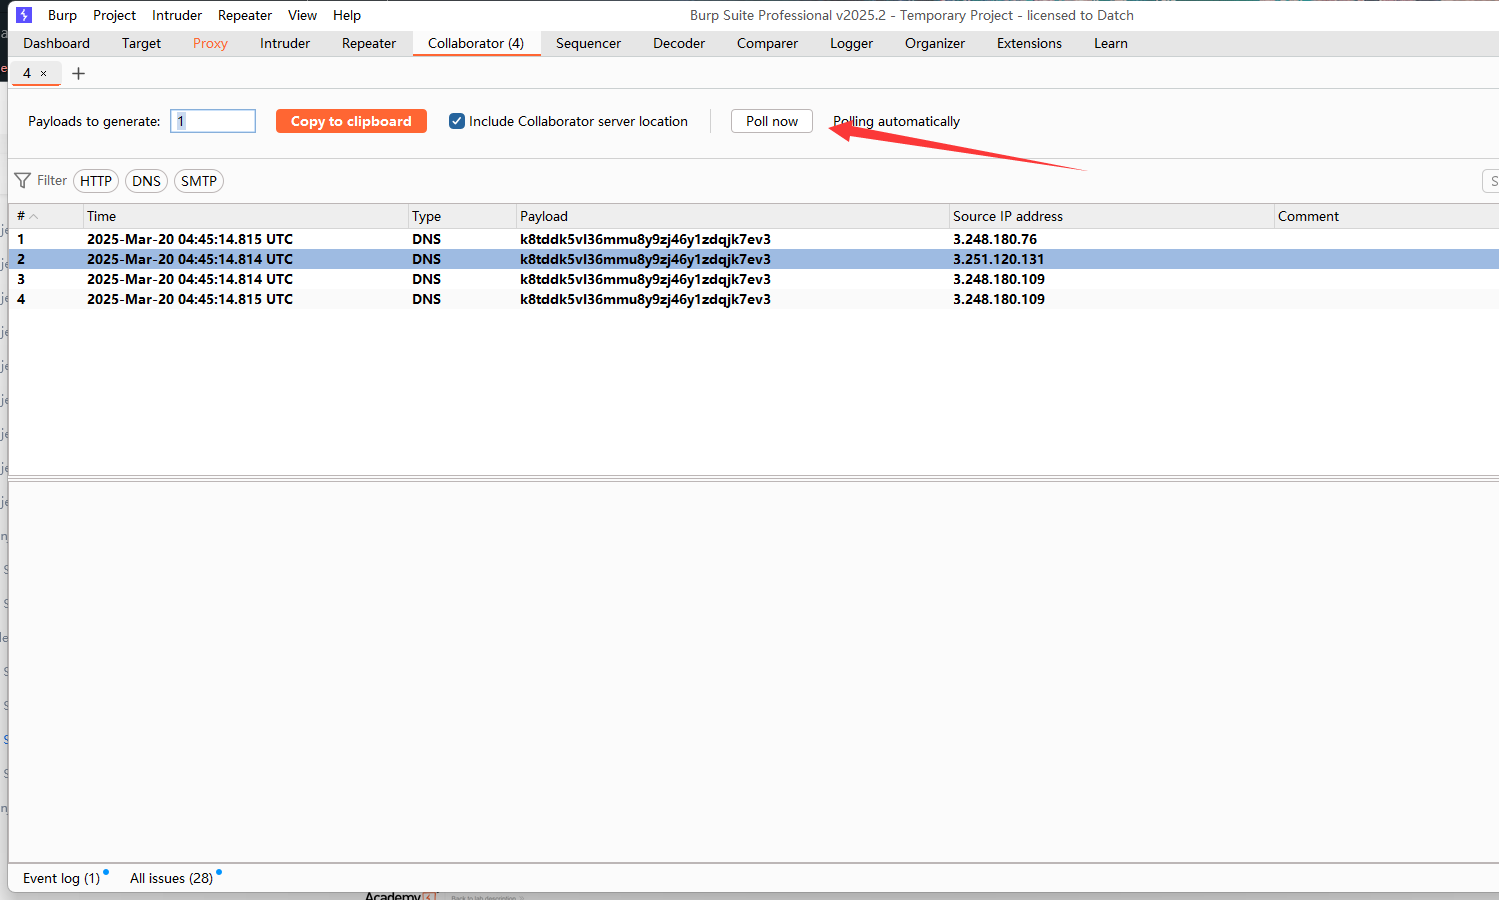 Burp Project Intruder Repeater View Help Burp Suite Professional v2025.2 - Temporary Project - licensed to Datch
Dashboard Target Proxy Intruder Repeater Collaborator (4) Sequencer Decoder Comparer Logger Organizer Extensions Learn
4 × +
Payloads to generate: 1 Copy to clipboard Include Collaborator server location Poll now Polling automatically
Filter HTTP DNS SMTP
# Time Type Payload Source IP address Comment
1 2025-Mar-20 04:45:14.815 UTC DNS k8tddk5vl36mmu8y9zj46y1zdqjk7ev3 3.248.180.76
2 2025-Mar-20 04:45:14.814 UTC DNS k8tddk5vl36mmu8y9zj46y1zdqjk7ev3 3.251.120.131
3 2025-Mar-20 04:45:14.814 UTC DNS k8tddk5vl36mmu8y9zj46y1zdqjk7ev3 3.248.180.109
4 2025-Mar-20 04:45:14.815 UTC DNS k8tddk5vl36mmu8y9zj46y1zdqjk7ev3 3.248.180.109
Event log (1) All issues (28)
Academy Back to lab description